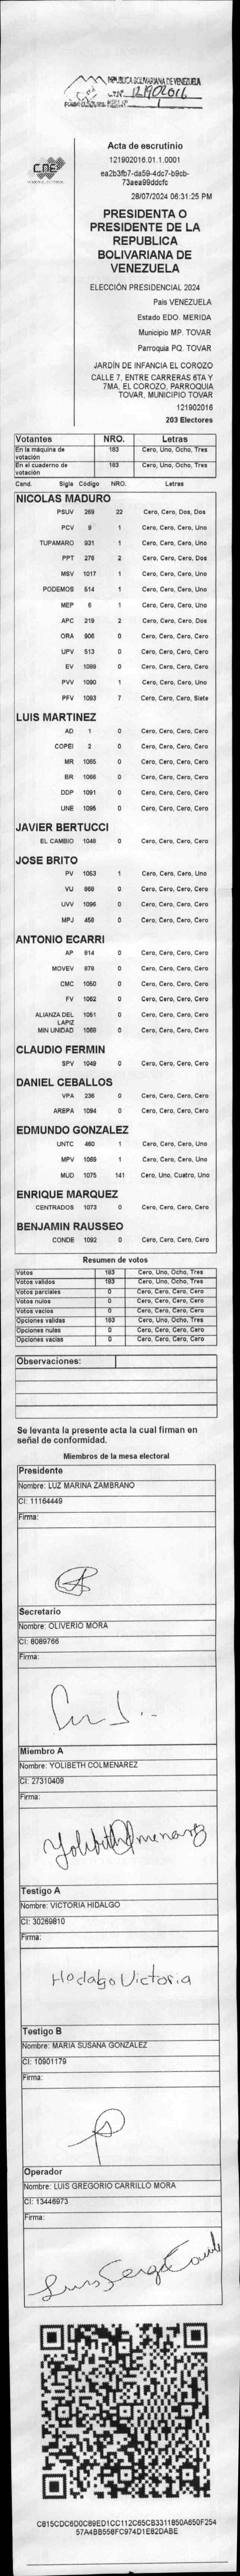 REPUBLICA BOLIVARIANA DE VENEZUELA
121902016
1
CNE
Acta de escrutinio
121902016.01.1.0001
ea2b3fb7-da59-4dc7-b9cb-
73aea99ddcfc
28/07/2024 06:31:25 PM
PRESIDENTA O
PRESIDENTE DE LA
REPUBLICA
BOLIVARIANA DE
VENEZUELA
ELECCIÓN PRESIDENCIAL 2024
País VENEZUELA
Estado EDO. MERIDA
Municipio MP. TOVAR
Parroquia PQ. TOVAR
JARDÍN DE INFANCIA EL COROZO
CALLE 7, ENTRE CARRERAS 6TA Y
7MA, EL COROZO, PARROQUIA
TOVAR, MUNICIPIO TOVAR
121902016
203 Electores
Votantes NRO. Letras
En la máquina de votación 183 Cero, Uno, Ocho, Tres
En el cuaderno de votación 183 Cero, Uno, Ocho, Tres
Cand. Sigla Código NRO. Letras
NICOLAS MADURO
PSUV 269 22 Cero, Cero, Dos, Dos
PCV 9 1 Cero, Cero, Cero, Uno
TUPAMARO 931 1 Cero, Cero, Cero, Uno
PPT 276 2 Cero, Cero, Cero, Dos
MSV 1017 1 Cero, Cero, Cero, Uno
PODEMOS 514 1 Cero, Cero, Cero, Uno
MEP 6 1 Cero, Cero, Cero, Uno
APC 219 2 Cero, Cero, Cero, Dos
ORA 906 0 Cero, Cero, Cero, Cero
UPV 513 0 Cero, Cero, Cero, Cero
EV 1089 0 Cero, Cero, Cero, Cero
PVV 1090 1 Cero, Cero, Cero, Uno
PFV 1093 7 Cero, Cero, Cero, Siete
LUIS MARTINEZ
AD 1 0 Cero, Cero, Cero, Cero
COPEI 2 0 Cero, Cero, Cero, Cero
MR 1065 0 Cero, Cero, Cero, Cero
BR 1066 0 Cero, Cero, Cero, Cero
DDP 1091 0 Cero, Cero, Cero, Cero
UNE 1095 0 Cero, Cero, Cero, Cero
JAVIER BERTUCCI
EL CAMBIO 1048 0 Cero, Cero, Cero, Cero
JOSE BRITO
PV 1053 1 Cero, Cero, Cero, Uno
VU 868 0 Cero, Cero, Cero, Cero
UVV 1096 0 Cero, Cero, Cero, Cero
MPJ 458 0 Cero, Cero, Cero, Cero
ANTONIO ECARRI
AP 814 0 Cero, Cero, Cero, Cero
MOVEV 979 0 Cero, Cero, Cero, Cero
CMC 1050 0 Cero, Cero, Cero, Cero
FV 1062 0 Cero, Cero, Cero, Cero
ALIANZA DEL LAPIZ 1051 0 Cero, Cero, Cero, Cero
MIN UNIDAD 1068 0 Cero, Cero, Cero, Cero
CLAUDIO FERMIN
SPV 1049 0 Cero, Cero, Cero, Cero
DANIEL CEBALLOS
VPA 236 0 Cero, Cero, Cero, Cero
AREPA 1094 0 Cero, Cero, Cero, Cero
EDMUNDO GONZALEZ
UNTC 460 1 Cero, Cero, Cero, Uno
MPV 1069 1 Cero, Cero, Cero, Uno
MUD 1075 141 Cero, Uno, Cuatro, Uno
ENRIQUE MARQUEZ
CENTRADOS 1073 0 Cero, Cero, Cero, Cero
BENJAMIN RAUSSEO
CONDE 1092 0 Cero, Cero, Cero, Cero
Resumen de votos
Votos 183 Cero, Uno, Ocho, Tres
Votos validos 183 Cero, Uno, Ocho, Tres
Votos parciales 0 Cero, Cero, Cero, Cero
Votos nulos 0 Cero, Cero, Cero, Cero
Votos vacios 0 Cero, Cero, Cero, Cero
Opciones validas 183 Cero, Uno, Ocho, Tres
Opciones nulas 0 Cero, Cero, Cero, Cero
Opciones vacias 0 Cero, Cero, Cero, Cero
Observaciones:
Se levanta la presente acta la cual firman en
señal de conformidad.
Miembros de la mesa electoral
Presidente
Nombre: LUZ MARINA ZAMBRANO
CI: 11164449
Firma:
Secretario
Nombre: OLIVERIO MORA
CI: 8089766
Firma:
Miembro A
Nombre: YOLIBETH COLMENAREZ
CI: 27310409
Firma:
Yolibeth Colmenarez
Testigo A
Nombre: VICTORIA HIDALGO
CI: 30269810
Firma:
Hidalgo Victoria
Testigo B
Nombre: MARIA SUSANA GONZALEZ
CI: 10901179
Firma:
Operador
Nombre: LUIS GREGORIO CARRILLO MORA
CI: 13446973
Firma:
CB15CDC6D0C89ED1CC112C65CB3311850A650F254
57A4BB558FC974D1E82DABE